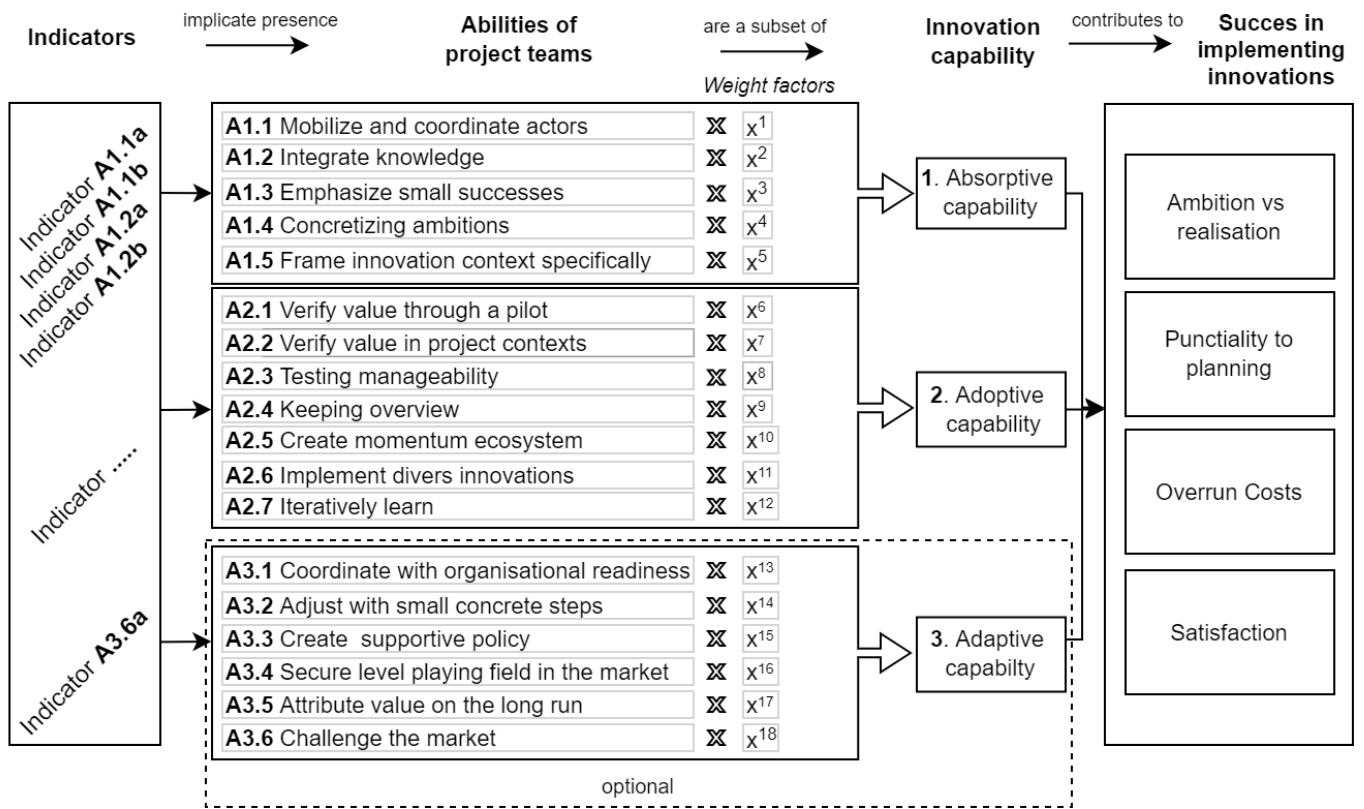 Indicators
implicate presence
Abilities of
project teams
are a subset of
Weight factors
Innovation
capability
contributes to
Succes in
implementing
innovations
Indicator A1.1a
Indicator A1.1b
Indicator A1.2a
Indicator A1.2b
Indicator .....
Indicator A3.6a
A1.1 Mobilize and coordinate actors X x1
A1.2 Integrate knowledge X x2
A1.3 Emphasize small successes X x3
A1.4 Concretizing ambitions X x4
A1.5 Frame innovation context specifically X x5
A2.1 Verify value through a pilot X x6
A2.2 Verify value in project contexts X x7
A2.3 Testing manageability X x8
A2.4 Keeping overview X x9
A2.5 Create momentum ecosystem X x10
A2.6 Implement divers innovations X x11
A2.7 Iteratively learn X x12
A3.1 Coordinate with organisational readiness X x13
A3.2 Adjust with small concrete steps X x14
A3.3 Create supportive policy X x15
A3.4 Secure level playing field in the market X x16
A3.5 Attribute value on the long run X x17
A3.6 Challenge the market X x18
optional
1. Absorptive
capability
2. Adoptive
capability
3. Adaptive
capabilty
Ambition vs
realisation
Punctiality to
planning
Overrun Costs
Satisfaction